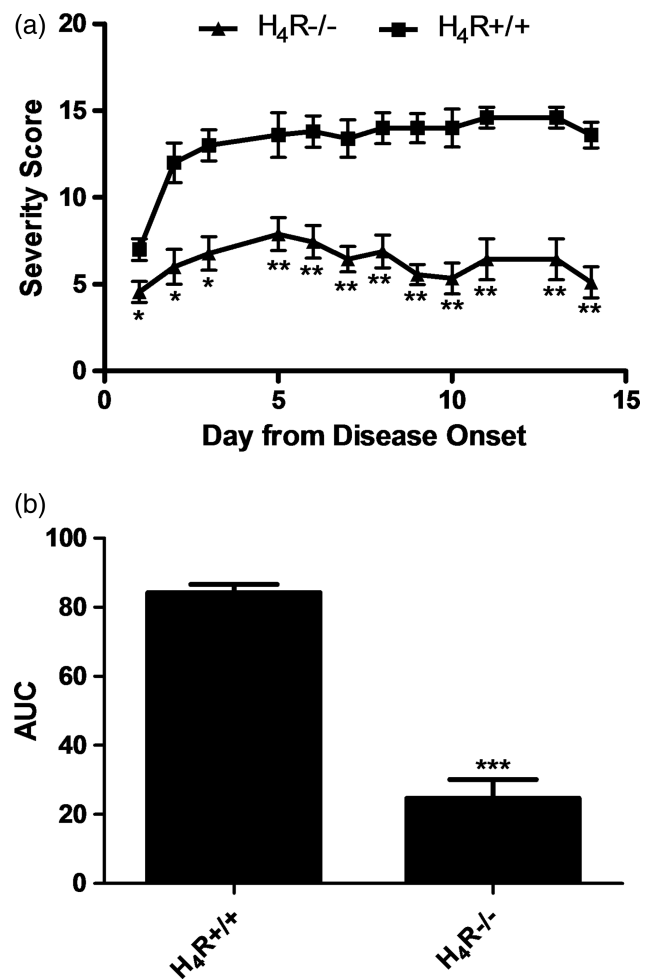 (a)
H₄R-/- H₄R+/+
20
15
10
5
0
Severity Score
* * * ** ** ** ** ** ** ** ** **
0 5 10 15
Day from Disease Onset
(b)
100
80
60
40
20
0
AUC
***
H₄R+/+ H₄R-/-